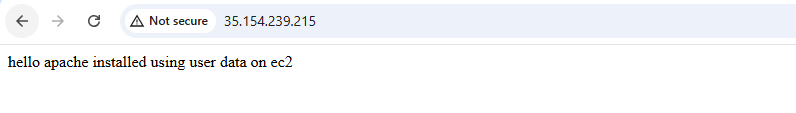 Not secure 35.154.239.215
hello apache installed using user data on ec2